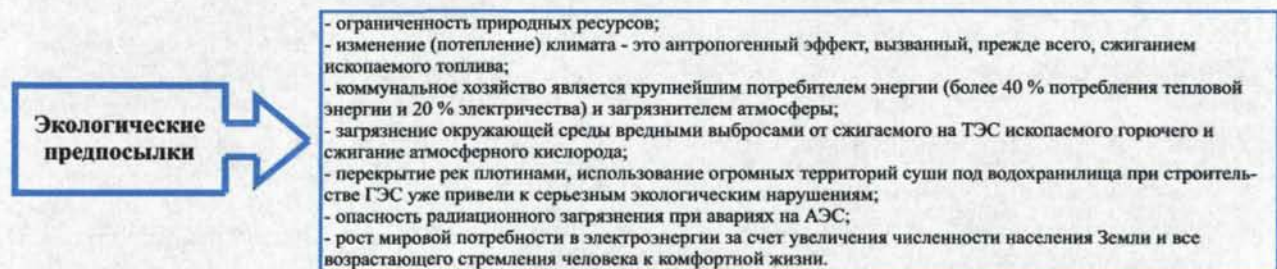 Экологические
предпосылки
- ограниченность природных ресурсов;
- изменение (потепление) климата - это антропогенный эффект, вызванный, прежде всего, сжиганием
ископаемого топлива;
- коммунальное хозяйство является крупнейшим потребителем энергии (более 40 % потребления тепловой
энергии и 20 % электричества) и загрязнителем атмосферы;
- загрязнение окружающей среды вредными выбросами от сжигаемого на ТЭС ископаемого горючего и
сжигание атмосферного кислорода;
- перекрытие рек плотинами, использование огромных территорий суши под водохранилища при строитель-
стве ГЭС уже привели к серьезным экологическим нарушениям;
- опасность радиационного загрязнения при авариях на АЭС;
- рост мировой потребности в электроэнергии за счет увеличения численности населения Земли и все
возрастающего стремления человека к комфортной жизни.